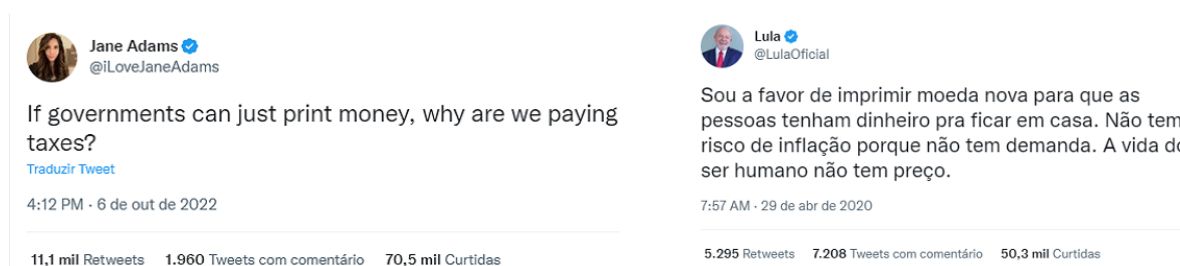 Jane Adams
@iLoveJaneAdams
If governments can just print money, why are we paying
taxes?
Traduzir Tweet
4:12 PM · 6 de out de 2022
11,1 mil Retweets 1.960 Tweets com comentário 70,5 mil Curtidas
Lula
@LulaOficial
Sou a favor de imprimir moeda nova para que as
pessoas tenham dinheiro pra ficar em casa. Não tem
risco de inflação porque não tem demanda. A vida
ser humano não tem preço.
7:57 AM · 29 de abr de 2020
5.295 Retweets 7.208 Tweets com comentário 50,3 mil Curtidas